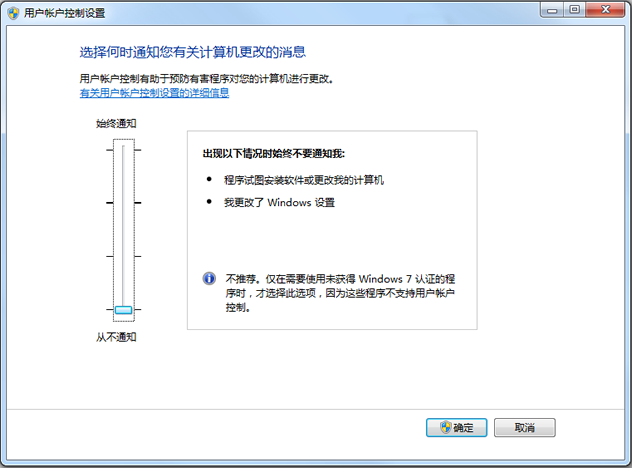 用户帐户控制设置
选择何时通知您有关计算机更改的消息
用户帐户控制有助于预防有害程序对您的计算机进行更改。
有关用户帐户控制设置的详细信息
始终通知
出现以下情况时始终不要通知我:
• 程序试图安装软件或更改我的计算机
• 我更改了 Windows 设置
不推荐。仅在需要使用未获得 Windows 7 认证的程
序时，才选择此选项，因为这些程序不支持用户帐户
控制。
从不通知
确定
取消